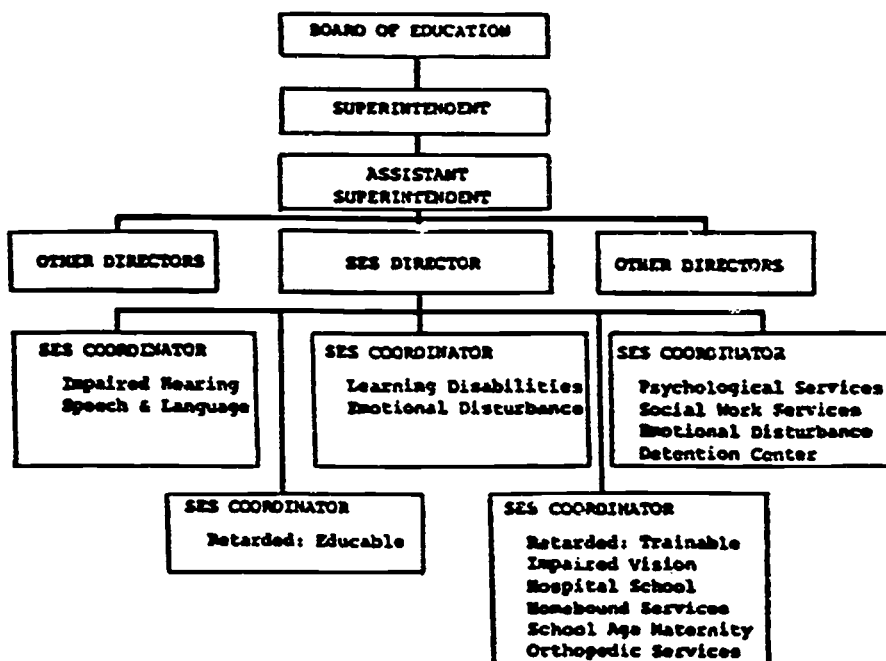 BOARD OF EDUCATION
SUPERINTENDENT
ASSISTANT
SUPERINTENDENT
OTHER DIRECTORS
SES DIRECTOR
OTHER DIRECTORS
SES COORDINATOR
Impaired Hearing
Speech & Language
SES COORDINATOR
Learning Disabilities
Emotional Disturbance
SES COORDINATOR
Psychological Services
Social Work Services
Emotional Disturbance
Detention Center
SES COORDINATOR
Retarded: Educable
SES COORDINATOR
Retarded: Trainable
Impaired Vision
Hospital School
Homebound Services
School Age Maternity
Orthopedic Services